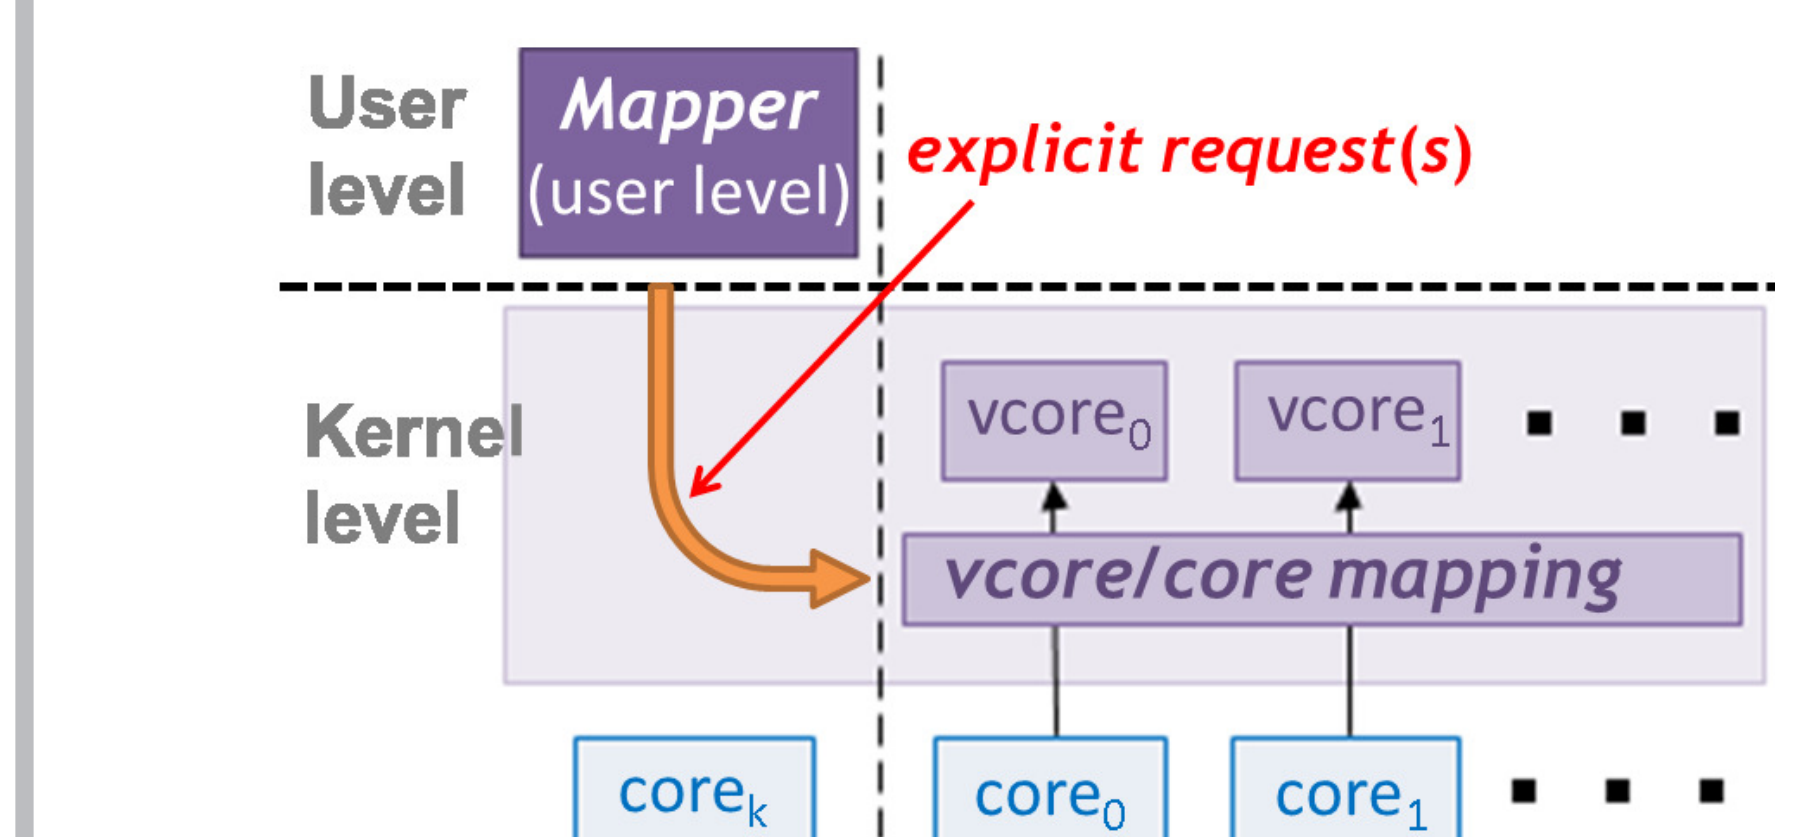 User
level
Mapper
(user level)
explicit request(s)
Kernel
level
vcore0
vcore1
vcore/core mapping
corek
core0
core1